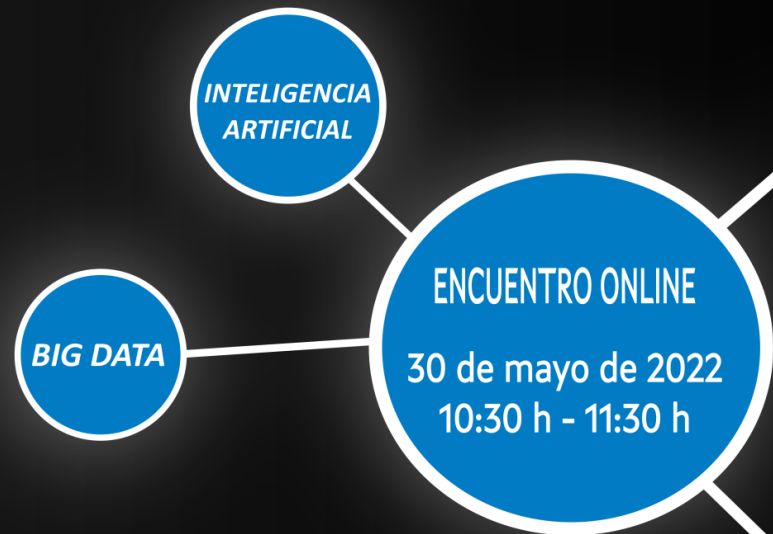 INTELIGENCIA
ARTIFICIAL
BIG DATA
ENCUENTRO ONLINE
30 de mayo de 2022
10:30 h - 11:30 h